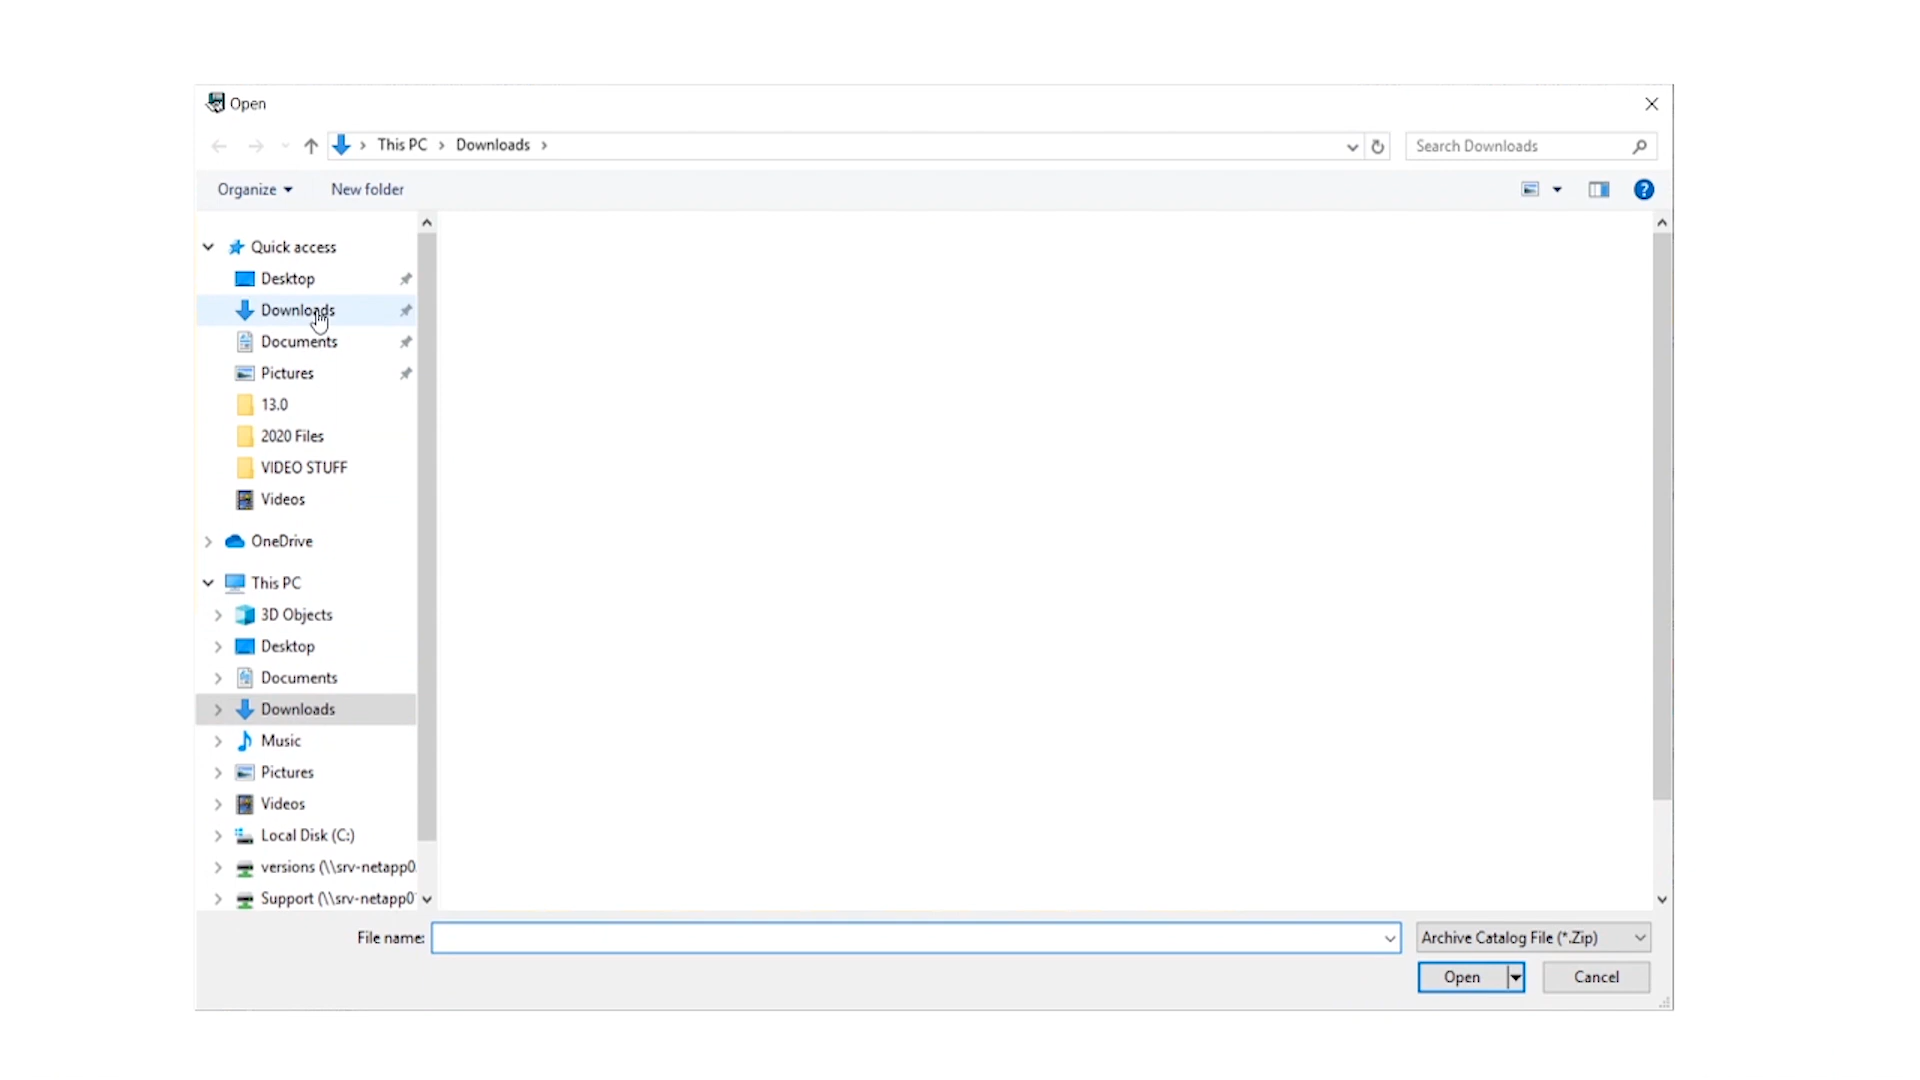 Open
This PC > Downloads >
Search Downloads
Organize
New folder
?
Quick access
Desktop
Downloads
Documents
Pictures
13.0
2020 Files
VIDEO STUFF
Videos
OneDrive
This PC
3D Objects
Desktop
Documents
Downloads
Music
Pictures
Videos
Local Disk (C:)
versions (\\srv-netapp0
Support (\\srv-netapp0
File name:
Archive Catalog File (*.Zip)
Open
Cancel